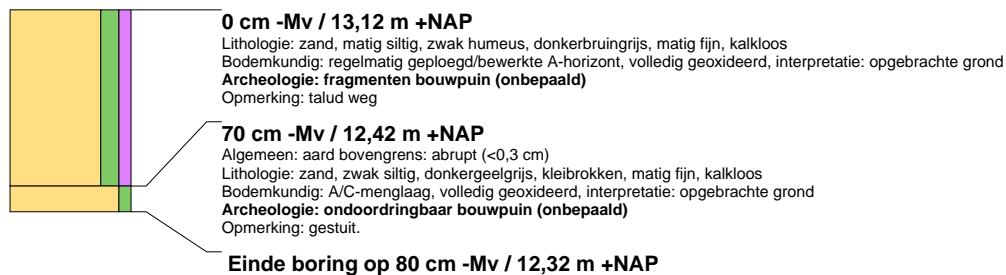 0 cm -Mv / 13,12 m +NAP
Lithologie: zand, matig siltig, zwak humeus, donkerbruingrijs, matig fijn, kalkloos
Bodemkundig: regelmatig geploegd/bewerkte A-horizont, volledig geoxideerd, interpretatie: opgebrachte grond
Archeologie: fragmenten bouwpuin (onbepaald)
Opmerking: talud weg
70 cm -Mv / 12,42 m +NAP
Algemeen: aard bovengrens: abrupt (<0,3 cm)
Lithologie: zand, zwak siltig, donkergeelgrijs, kleibrokken, matig fijn, kalkloos
Bodemkundig: A/C-menglaag, volledig geoxideerd, interpretatie: opgebrachte grond
Archeologie: ondoordringbaar bouwpuin (onbepaald)
Opmerking: gestuit.
Einde boring op 80 cm -Mv / 12,32 m +NAP